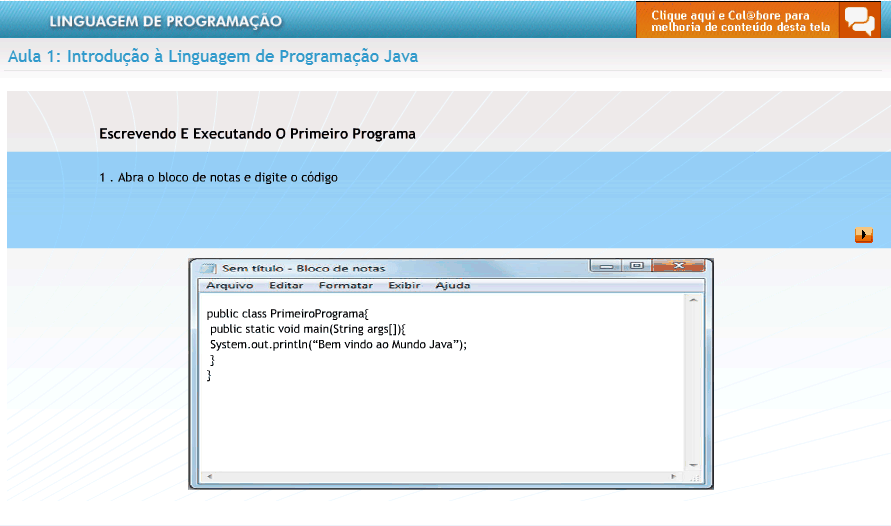 LINGUAGEM DE PROGRAMAÇÃO
Clique aqui e Col@bore para
melhoria de conteúdo desta tela
Aula 1: Introdução à Linguagem de Programação Java
Escrevendo E Executando O Primeiro Programa
1 . Abra o bloco de notas e digite o código
Sem título - Bloco de notas
Arquivo Editar Formatar Exibir Ajuda
public class PrimeiroPrograma{
public static void main(String args[]){
System.out.println(“Bem vindo ao Mundo Java”);
}
}